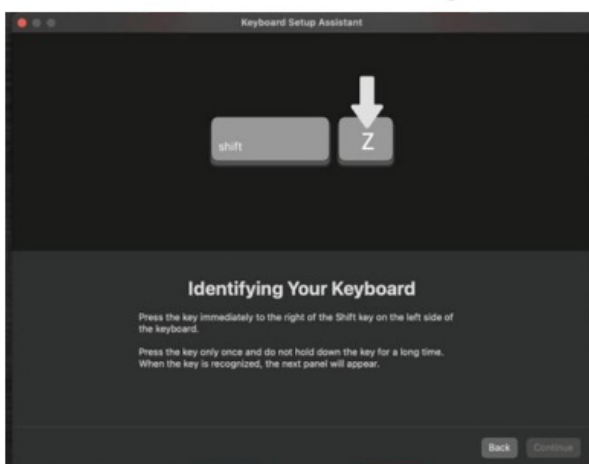 Keyboard Setup Assistant
shift
Z
Identifying Your Keyboard
Press the key immediately to the right of the Shift key on the left side of
the keyboard.
Press the key only once and do not hold down the key for a long time.
When the key is recognized, the next panel will appear.
Back
Continue